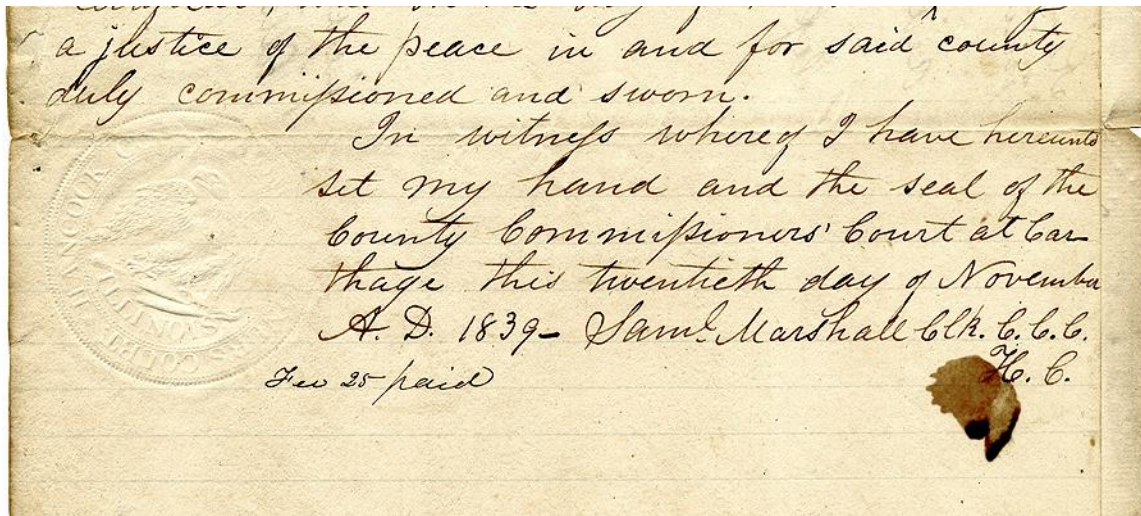 a justice of the peace in and for said county
duly commissioned and sworn.
In witness whereof I have hereunto
set my hand and the seal of the
County Commissioners' Court at Car
thage this twentieth day of November
A. D. 1839– Saml. Marshall Clk. C.C.C.
H. C.
Fee 25 paid
ILLINOIS